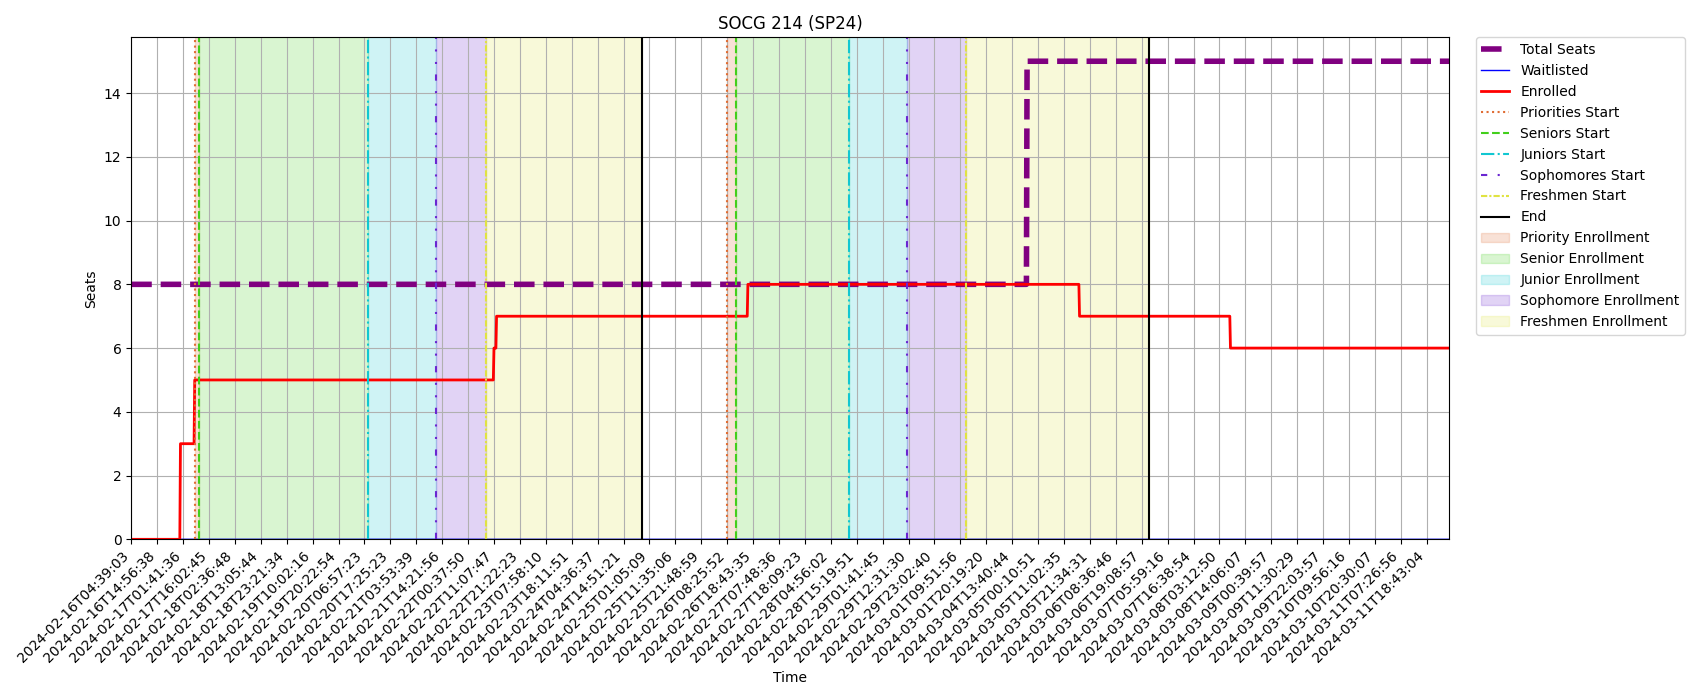 SOCG 214 (SP24)
Seats
14
12
10
8
6
4
2
0
2024-02-16T04:39:03
2024-02-16T14:56:38
2024-02-17T01:41:36
2024-02-17T16:02:45
2024-02-18T02:36:48
2024-02-18T13:05:44
2024-02-18T23:21:34
2024-02-19T10:02:16
2024-02-19T20:22:54
2024-02-20T06:57:23
2024-02-20T17:25:23
2024-02-21T03:53:39
2024-02-21T14:21:56
2024-02-22T00:37:50
2024-02-22T11:07:47
2024-02-22T21:22:23
2024-02-23T07:58:10
2024-02-23T18:11:51
2024-02-24T04:36:37
2024-02-24T14:51:21
2024-02-25T01:05:09
2024-02-25T11:35:06
2024-02-25T21:48:59
2024-02-26T08:25:52
2024-02-26T18:43:35
2024-02-27T07:48:36
2024-02-27T18:09:23
2024-02-28T04:56:02
2024-02-28T15:19:51
2024-02-29T01:41:45
2024-02-29T12:31:30
2024-02-29T23:02:40
2024-03-01T09:51:56
2024-03-01T20:19:20
2024-03-04T13:40:44
2024-03-05T00:10:51
2024-03-05T11:02:35
2024-03-05T21:34:31
2024-03-06T08:36:46
2024-03-06T19:08:57
2024-03-07T05:59:16
2024-03-07T16:38:54
2024-03-08T03:12:50
2024-03-08T14:06:07
2024-03-09T00:39:57
2024-03-09T11:30:29
2024-03-09T22:03:57
2024-03-10T09:56:16
2024-03-10T20:30:07
2024-03-11T07:26:56
2024-03-11T18:43:04
Time
Total Seats
Waitlisted
Enrolled
Priorities Start
Seniors Start
Juniors Start
Sophomores Start
Freshmen Start
End
Priority Enrollment
Senior Enrollment
Junior Enrollment
Sophomore Enrollment
Freshmen Enrollment